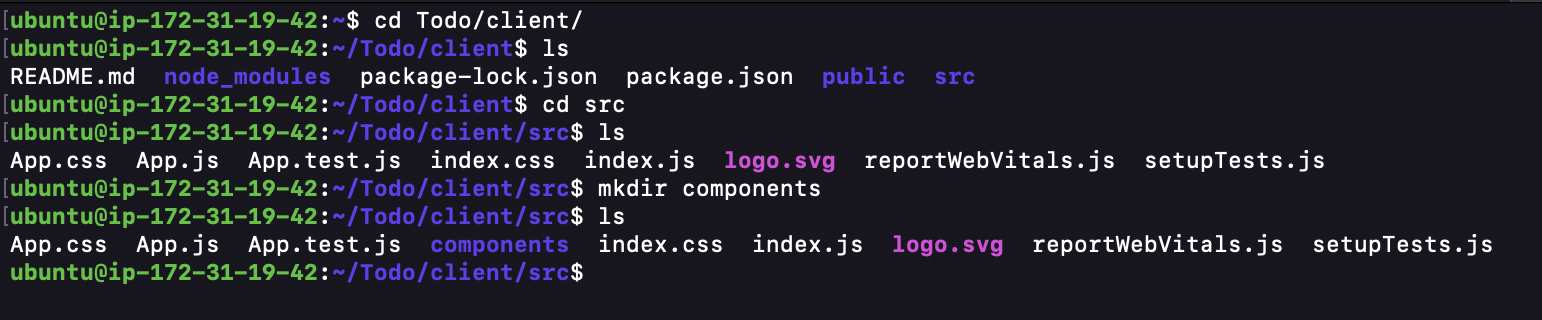 ubuntu@ip-172-31-19-42:~$ cd Todo/client/
ubuntu@ip-172-31-19-42:~/Todo/client$ ls
README.md  node_modules  package-lock.json  package.json  public  src
ubuntu@ip-172-31-19-42:~/Todo/client$ cd src
ubuntu@ip-172-31-19-42:~/Todo/client/src$ ls
App.css  App.js  App.test.js  index.css  index.js  logo.svg  reportWebVitals.js  setupTests.js
ubuntu@ip-172-31-19-42:~/Todo/client/src$ mkdir components
ubuntu@ip-172-31-19-42:~/Todo/client/src$ ls
App.css  App.js  App.test.js  components  index.css  index.js  logo.svg  reportWebVitals.js  setupTests.js
ubuntu@ip-172-31-19-42:~/Todo/client/src$